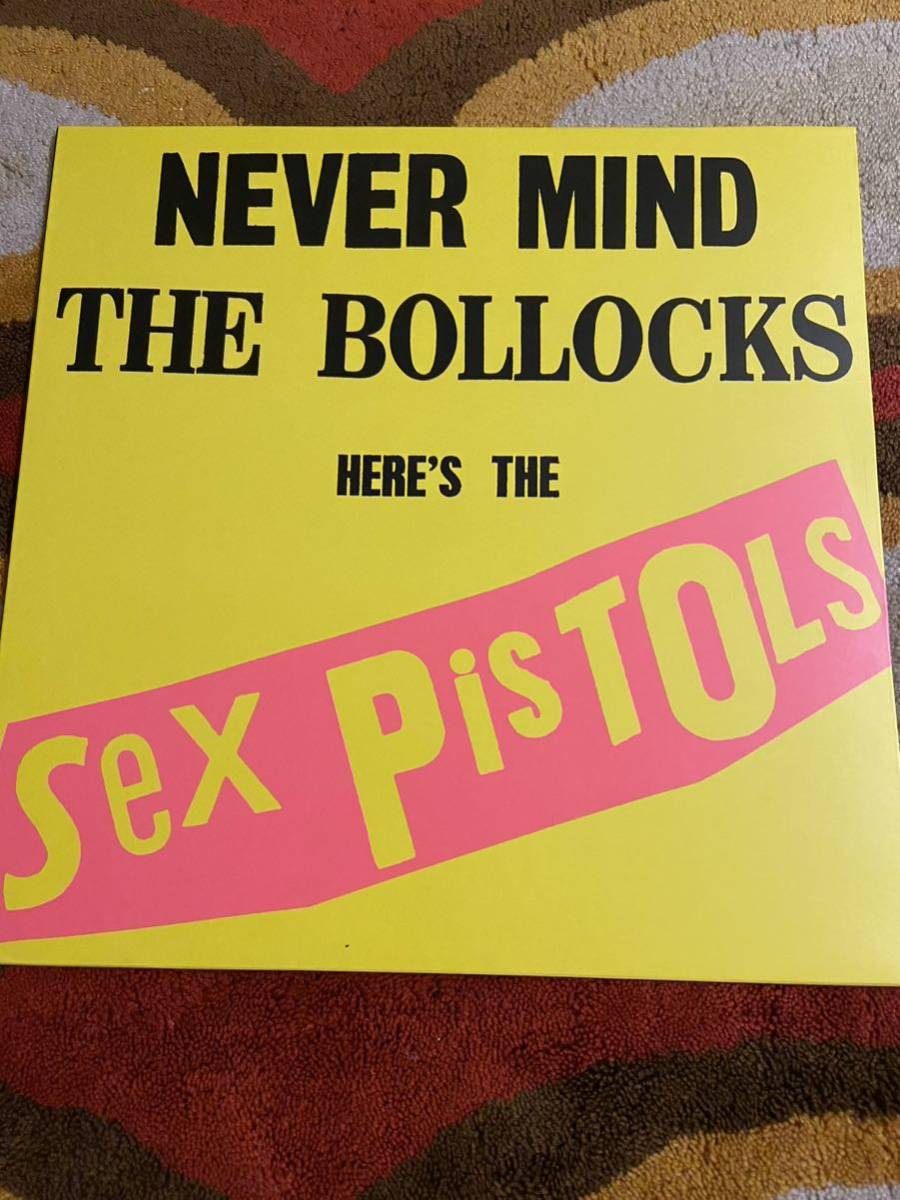 NEVER MIND
THE BOLLOCKS
HERE'S THE
Sex PiSTOLS